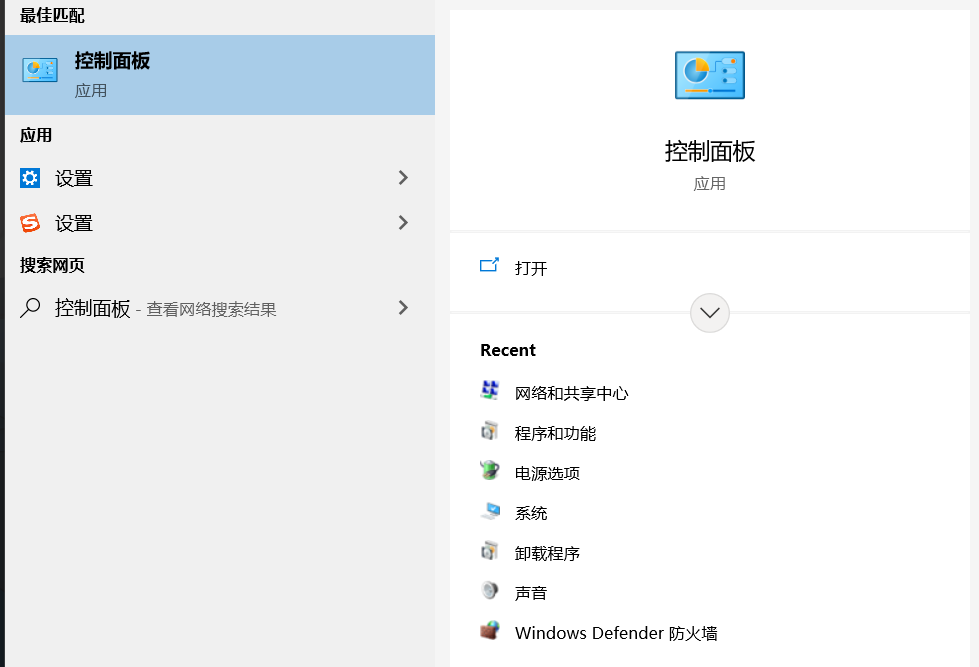 最佳匹配
控制面板
应用
应用
设置
设置
搜索网页
控制面板 - 查看网络搜索结果
控制面板
应用
打开
Recent
网络和共享中心
程序和功能
电源选项
系统
卸载程序
声音
Windows Defender 防火墙